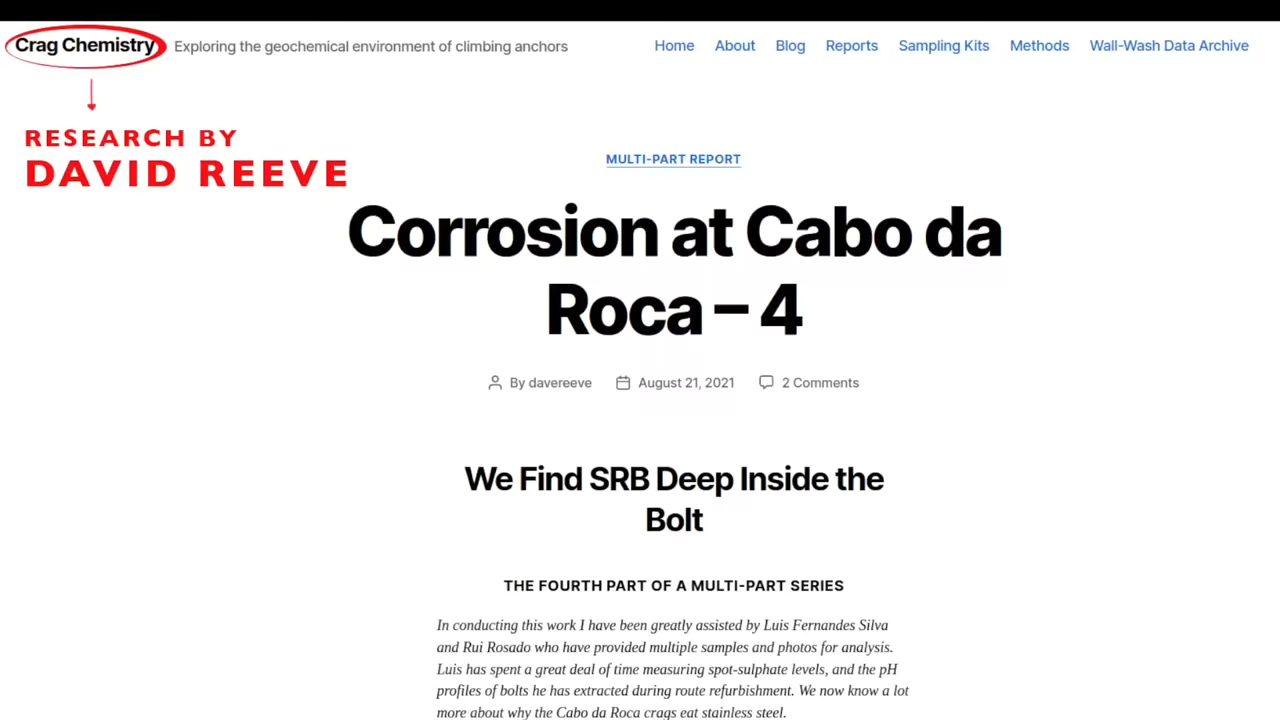 Crag Chemistry Exploring the geochemical environment of climbing anchors Home About Blog Reports Sampling Kits Methods Wall-Wash Data Archive
RESEARCH BY
DAVID REEVE
MULTI-PART REPORT
Corrosion at Cabo da
Roca – 4
By davereeve August 21, 2021 2 Comments
We Find SRB Deep Inside the
Bolt
THE FOURTH PART OF A MULTI-PART SERIES
In conducting this work I have been greatly assisted by Luis Fernandes Silva
and Rui Rosado who have provided multiple samples and photos for analysis.
Luis has spent a great deal of time measuring spot-sulphate levels, and the pH
profiles of bolts he has extracted during route refurbishment. We now know a lot
more about why the Cabo da Roca crags eat stainless steel.